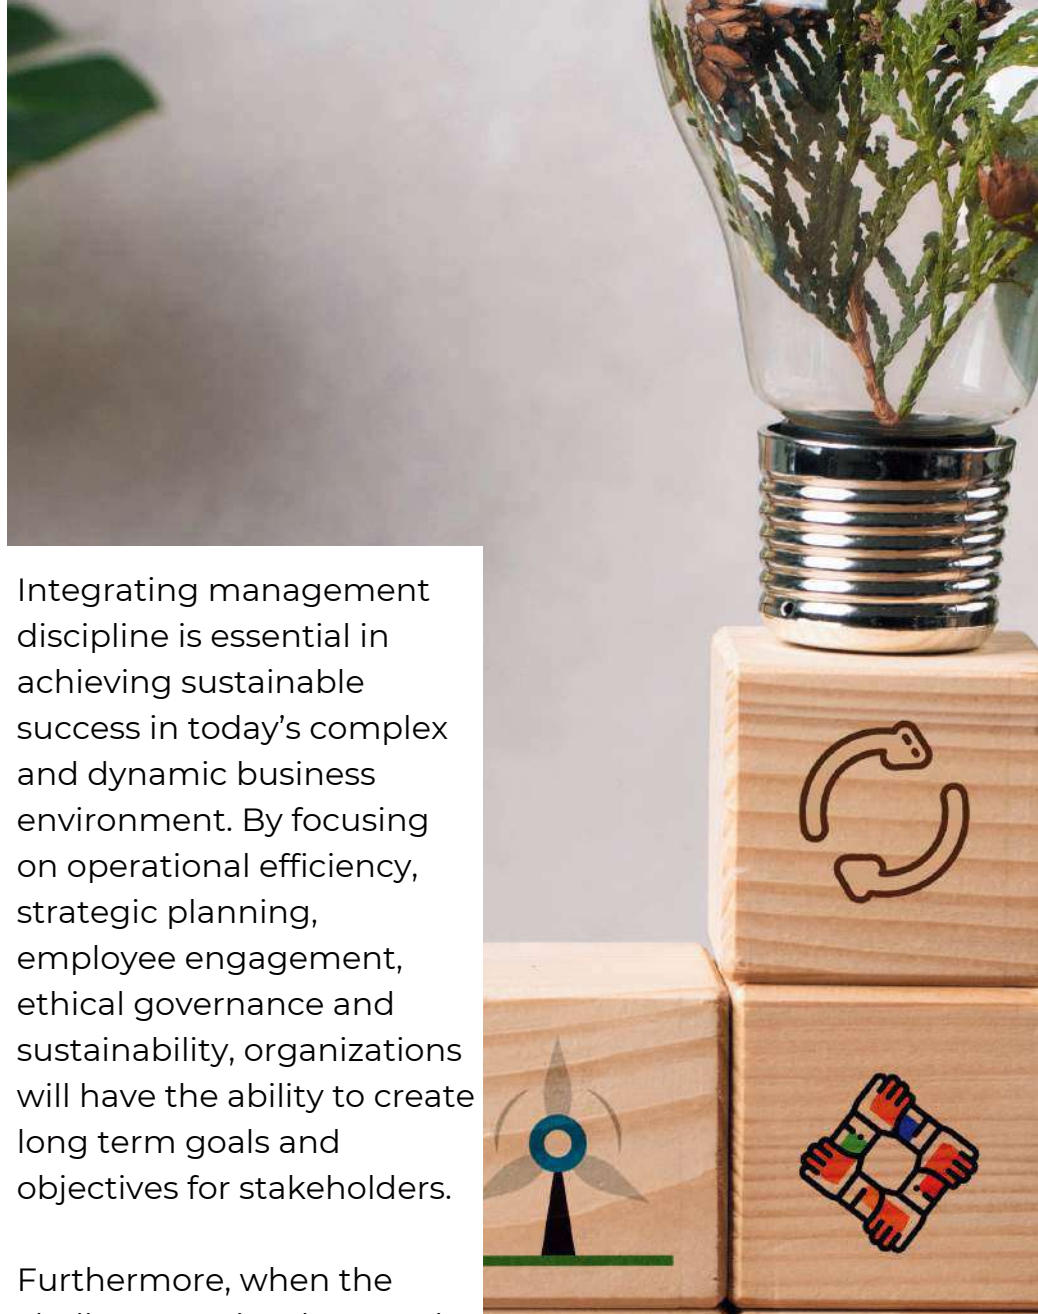 Integrating management
discipline is essential in
achieving sustainable
success in today’s complex
and dynamic business
environment. By focusing
on operational efficiency,
strategic planning,
employee engagement,
ethical governance and
sustainability, organizations
will have the ability to create
long term goals and
objectives for stakeholders.
Furthermore, when the